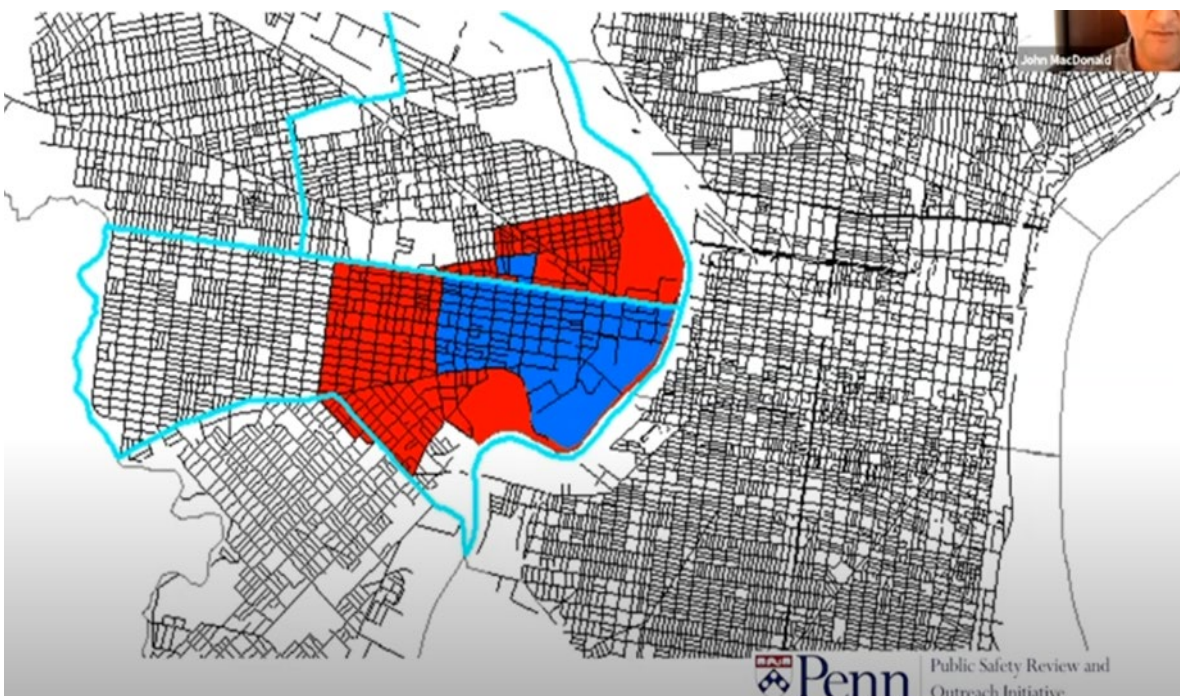 John MacDonald
Penn
Public Safety Review and
Outreach Initiative